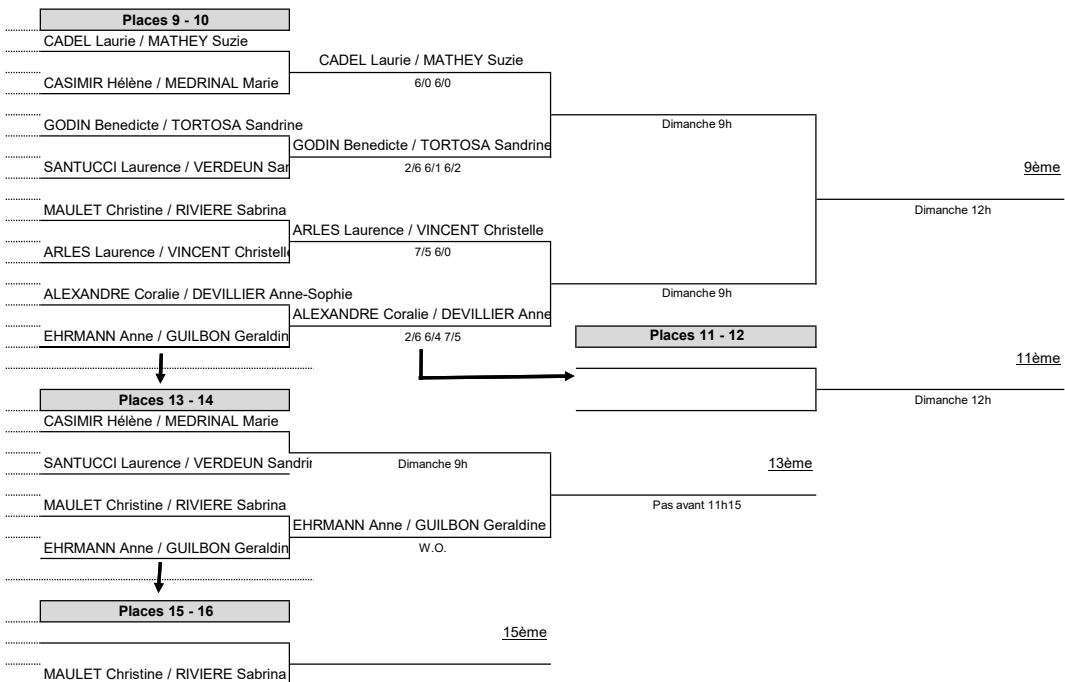 Places 9 - 10
CADEL Laurie / MATHEY Suzie
CADEL Laurie / MATHEY Suzie
CASIMIR Hélène / MEDRINAL Marie
6/0 6/0
GODIN Benedicte / TORTOSA Sandrine
Dimanche 9h
GODIN Benedicte / TORTOSA Sandrine
SANTUCCI Laurence / VERDEUN Sar
2/6 6/1 6/2
9ème
MAULET Christine / RIVIERE Sabrina
Dimanche 12h
ARLES Laurence / VINCENT Christelle
ARLES Laurence / VINCENT Christelle
7/5 6/0
ALEXANDRE Coralie / DEVILLIER Anne-Sophie
Dimanche 9h
ALEXANDRE Coralie / DEVILLIER Anne
EHRMANN Anne / GUILBON Geraldin
2/6 6/4 7/5
Places 11 - 12
11ème
Places 13 - 14
Dimanche 12h
CASIMIR Hélène / MEDRINAL Marie
SANTUCCI Laurence / VERDEUN Sandrin
Dimanche 9h
13ème
MAULET Christine / RIVIERE Sabrina
Pas avant 11h15
EHRMANN Anne / GUILBON Geraldine
EHRMANN Anne / GUILBON Geraldin
W.O.
Places 15 - 16
15ème
MAULET Christine / RIVIERE Sabrina